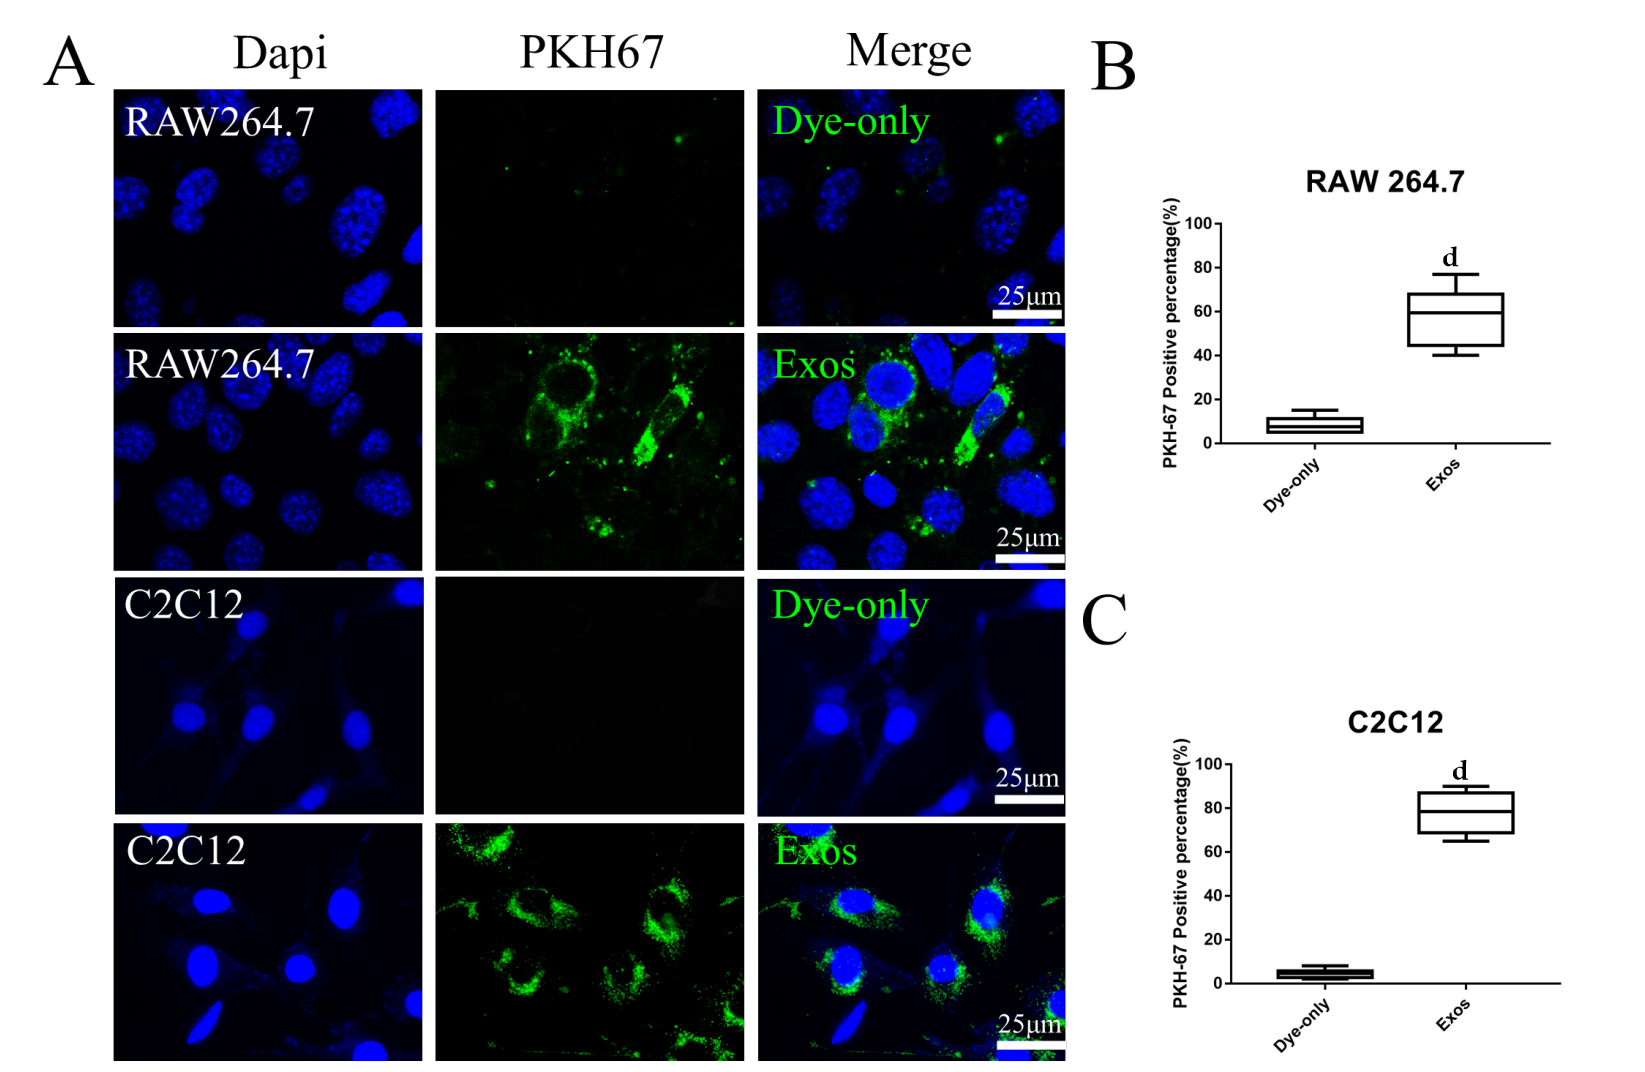 A
Dapi
PKH67
Merge
RAW264.7
Dye-only
25μm
RAW264.7
Exos
25μm
C2C12
Dye-only
25μm
C2C12
Exos
25μm
B
RAW 264.7
PKH-67 Positive percentage(%)
100
80
60
40
20
0
d
Dye-only
Exos
C
C2C12
PKH-67 Positive percentage(%)
100
80
60
40
20
0
d
Dye-only
Exos